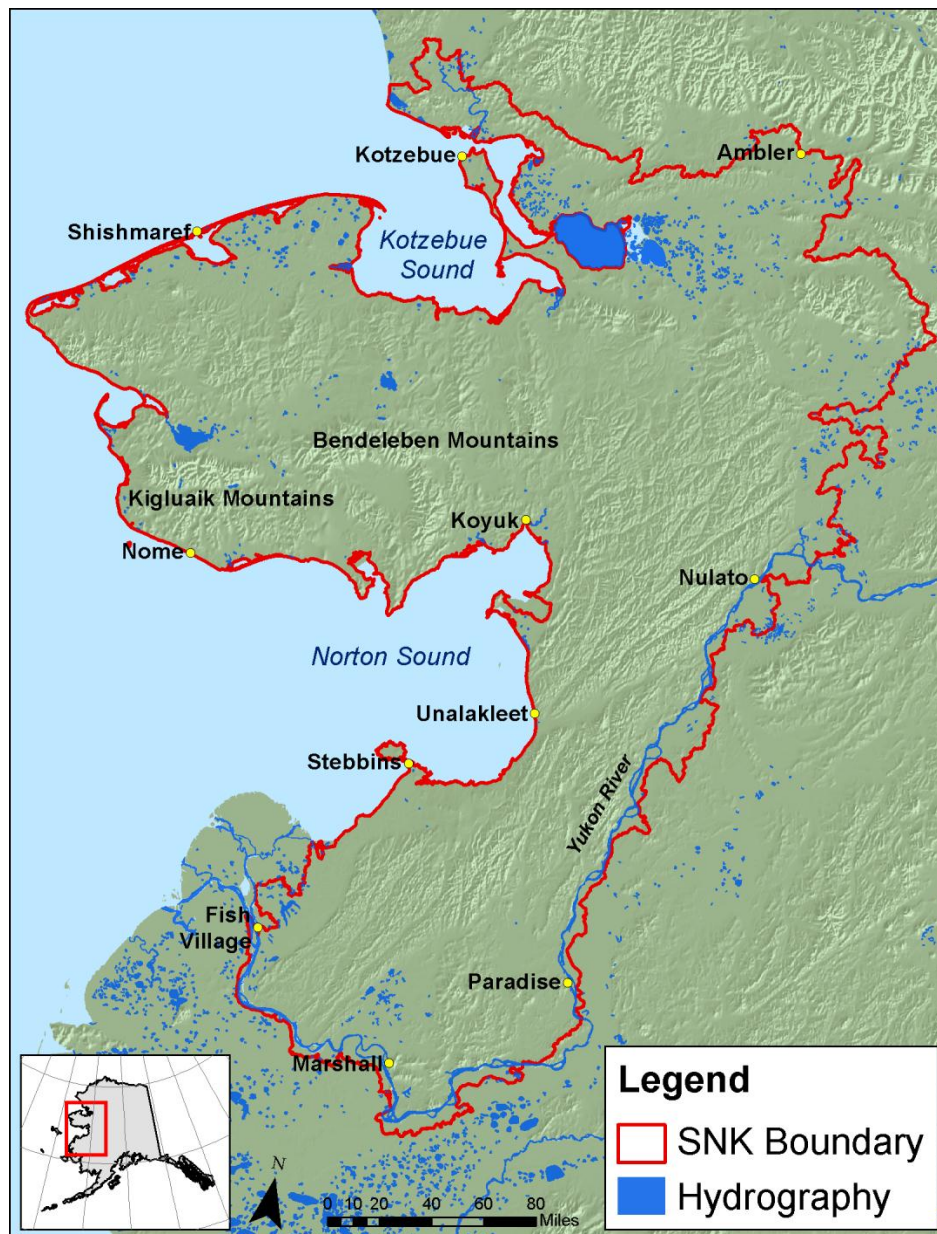 Kotzebue
Ambler
Shishmaref
Kotzebue
Sound
Bendeleben Mountains
Kigluaik Mountains
Koyuk
Nome
Nulato
Norton Sound
Unalakleet
Stebbins
Yukon River
Fish
Village
Paradise
Marshall
Legend
SNK Boundary
Hydrography
N
0 10 20 40 60 80
Miles